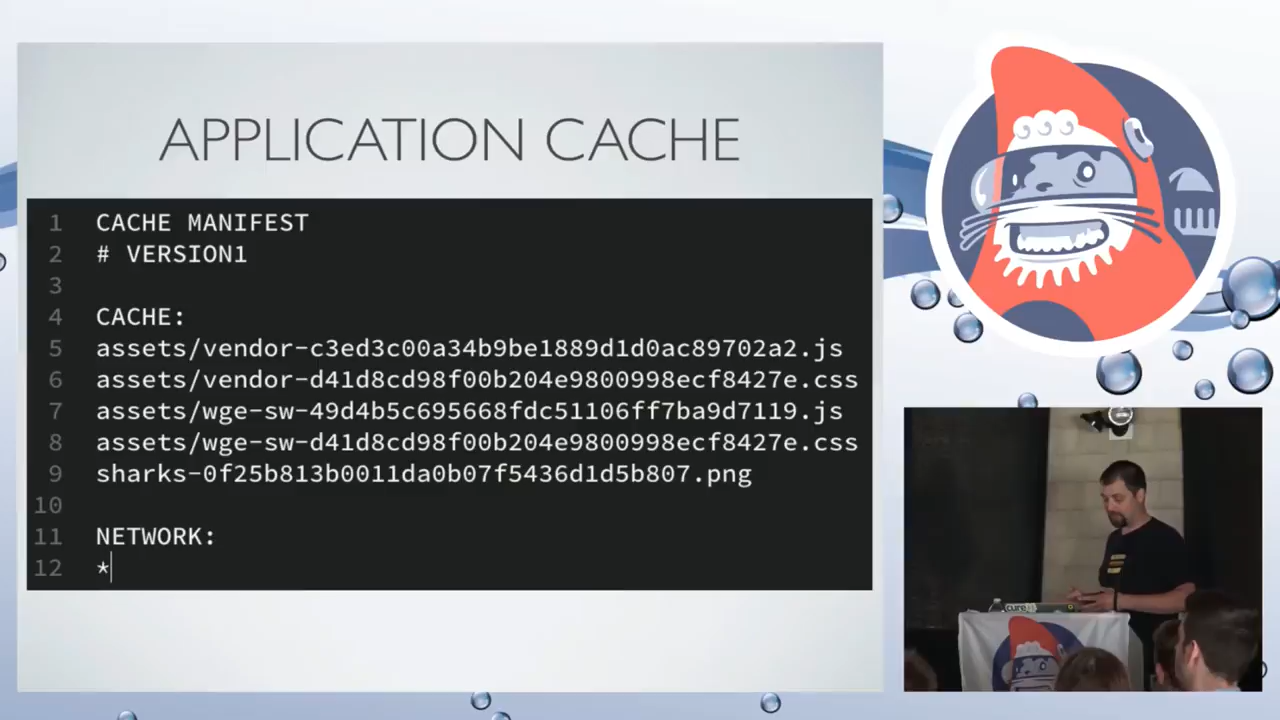 APPLICATION CACHE
1 CACHE MANIFEST
2 # VERSION1
3
4 CACHE:
5 assets/vendor-c3ed3c00a34b9be1889d1d0ac89702a2.js
6 assets/vendor-d41d8cd98f00b204e9800998ecf8427e.css
7 assets/wge-sw-49d4b5c695668fdc51106ff7ba9d7119.js
8 assets/wge-sw-d41d8cd98f00b204e9800998ecf8427e.css
9 sharks-0f25b813b0011da0b07f5436d1d5b807.png
10
11 NETWORK:
12 *